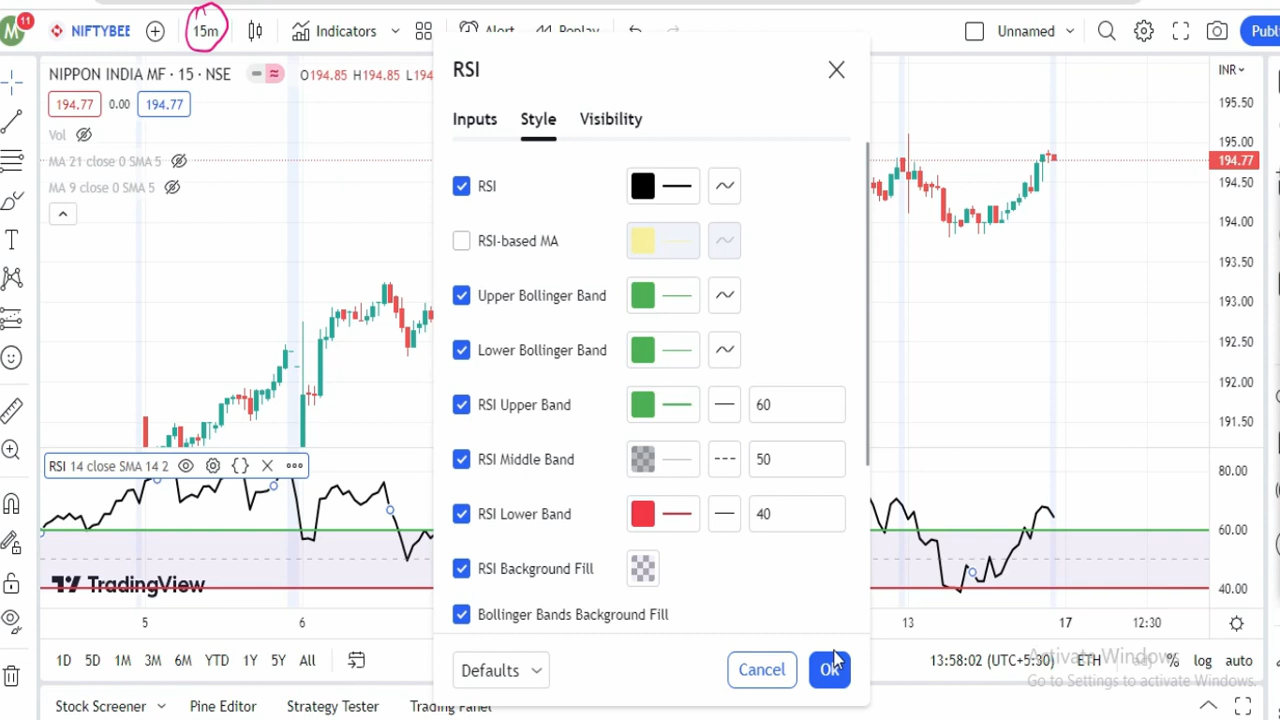 M 11 NIFTYBEE 15m Indicators Alert Replay Unnamed Publ
NIPPON INDIA MF · 15 · NSE O194.85 H194.85 L194
194.77 0.00 194.77
Vol
MA 21 close 0 SMA 5
MA 9 close 0 SMA 5
RSI
Inputs Style Visibility
RSI
RSI-based MA
Upper Bollinger Band
Lower Bollinger Band
RSI Upper Band 60
RSI Middle Band 50
RSI Lower Band 40
RSI Background Fill
Bollinger Bands Background Fill
Defaults Cancel Ok
INR
195.50
195.00
194.77
194.50
194.00
193.50
193.00
192.50
192.00
191.50
RSI 14 close SMA 14 2
80.00
60.00
40.00
TradingView
5 6 13 17 12:30
1D 5D 1M 3M 6M YTD 1Y 5Y All 13:58:02 (UTC+5:30) ETH % log auto
Activate Windows
Go to Settings to activate Windows.
Stock Screener Pine Editor Strategy Tester Trading Panel